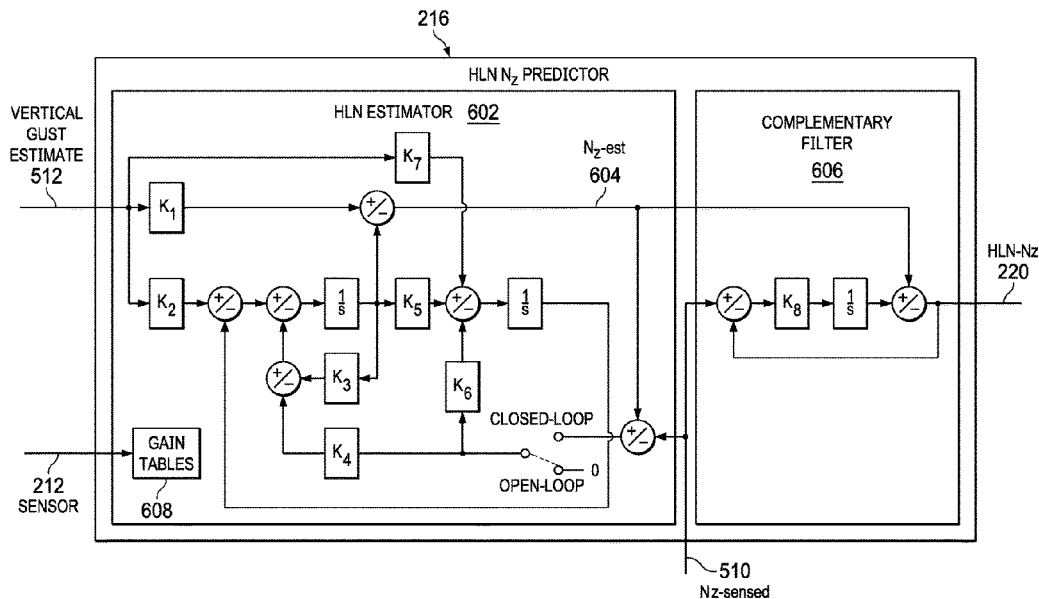 216
HLN NZ PREDICTOR
HLN ESTIMATOR 602
COMPLEMENTARY
FILTER
606
VERTICAL
GUST
ESTIMATE
512
K7
NZ-est
604
K1
+/−
HLN-Nz
220
K2
+/−
+/−
1/s
K5
+/−
1/s
+/−
K8
1/s
+/−
+/−
K3
K6
CLOSED-LOOP
+/−
K4
0
OPEN-LOOP
GAIN
TABLES
608
212
SENSOR
510
Nz-sensed